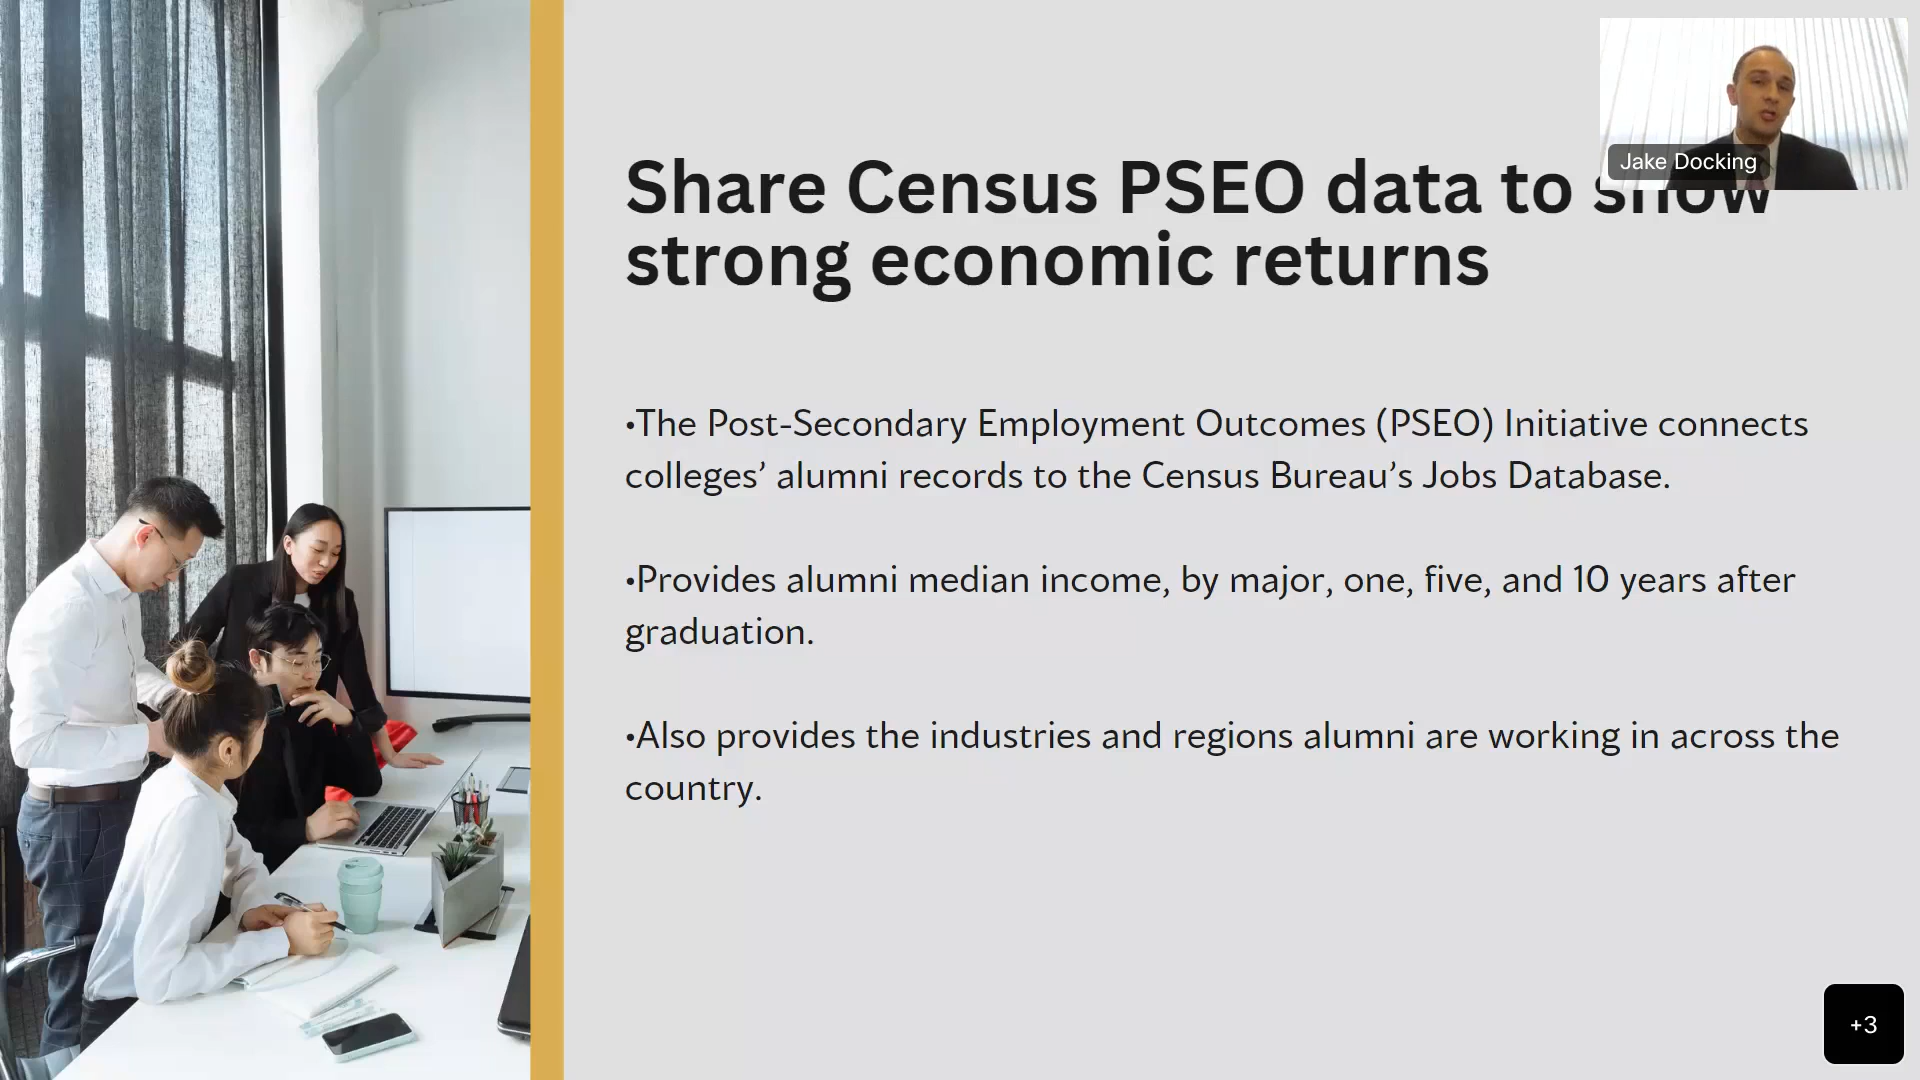 Jake Docking
Share Census PSEO data to show
strong economic returns
•The Post-Secondary Employment Outcomes (PSEO) Initiative connects
colleges’ alumni records to the Census Bureau’s Jobs Database.
•Provides alumni median income, by major, one, five, and 10 years after
graduation.
•Also provides the industries and regions alumni are working in across the
country.
+3